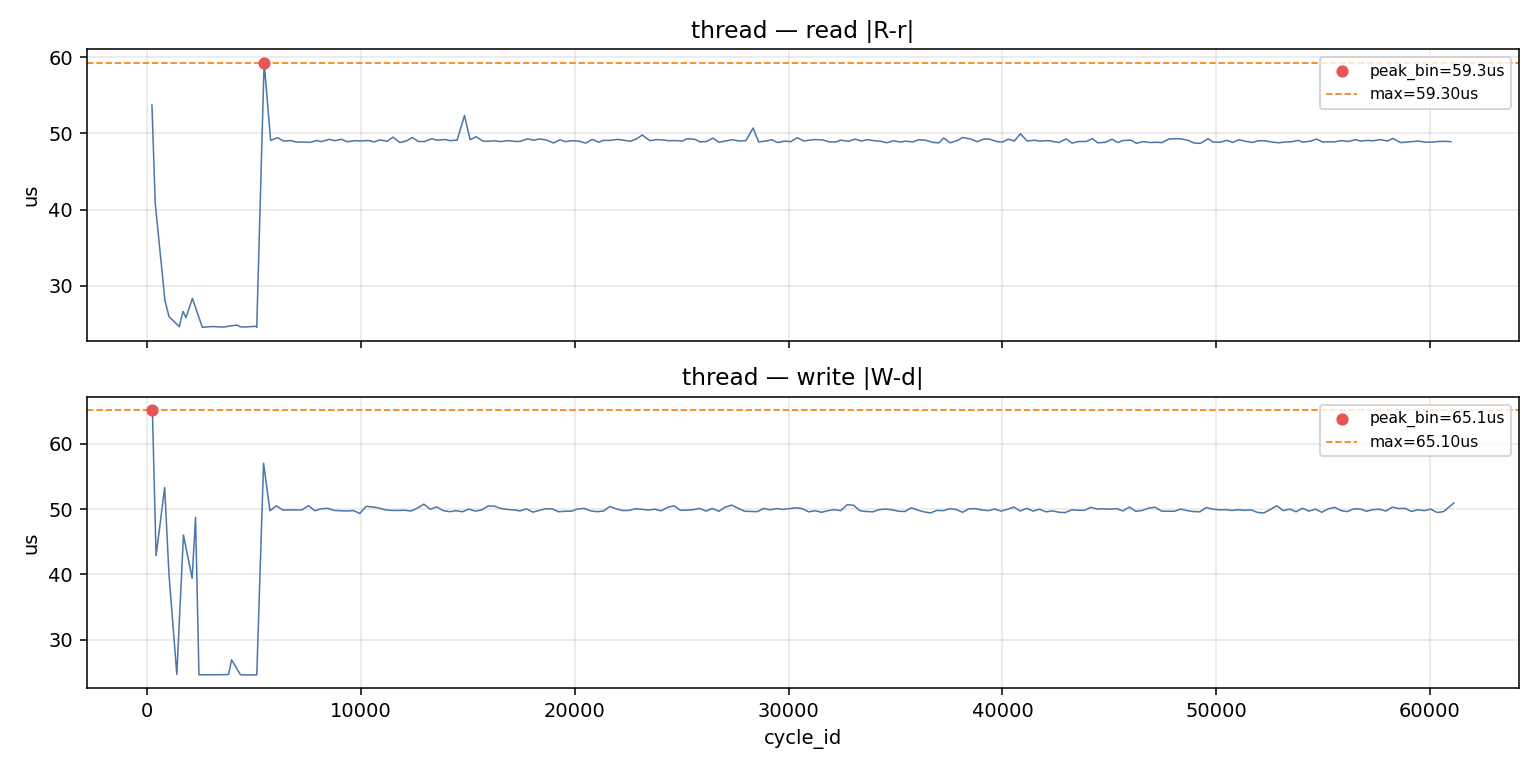 thread — read |R-r|
60
50
40
30
us
peak_bin=59.3us
max=59.30us
thread — write |W-d|
60
50
40
30
us
peak_bin=65.1us
max=65.10us
0 10000 20000 30000 40000 50000 60000
cycle_id